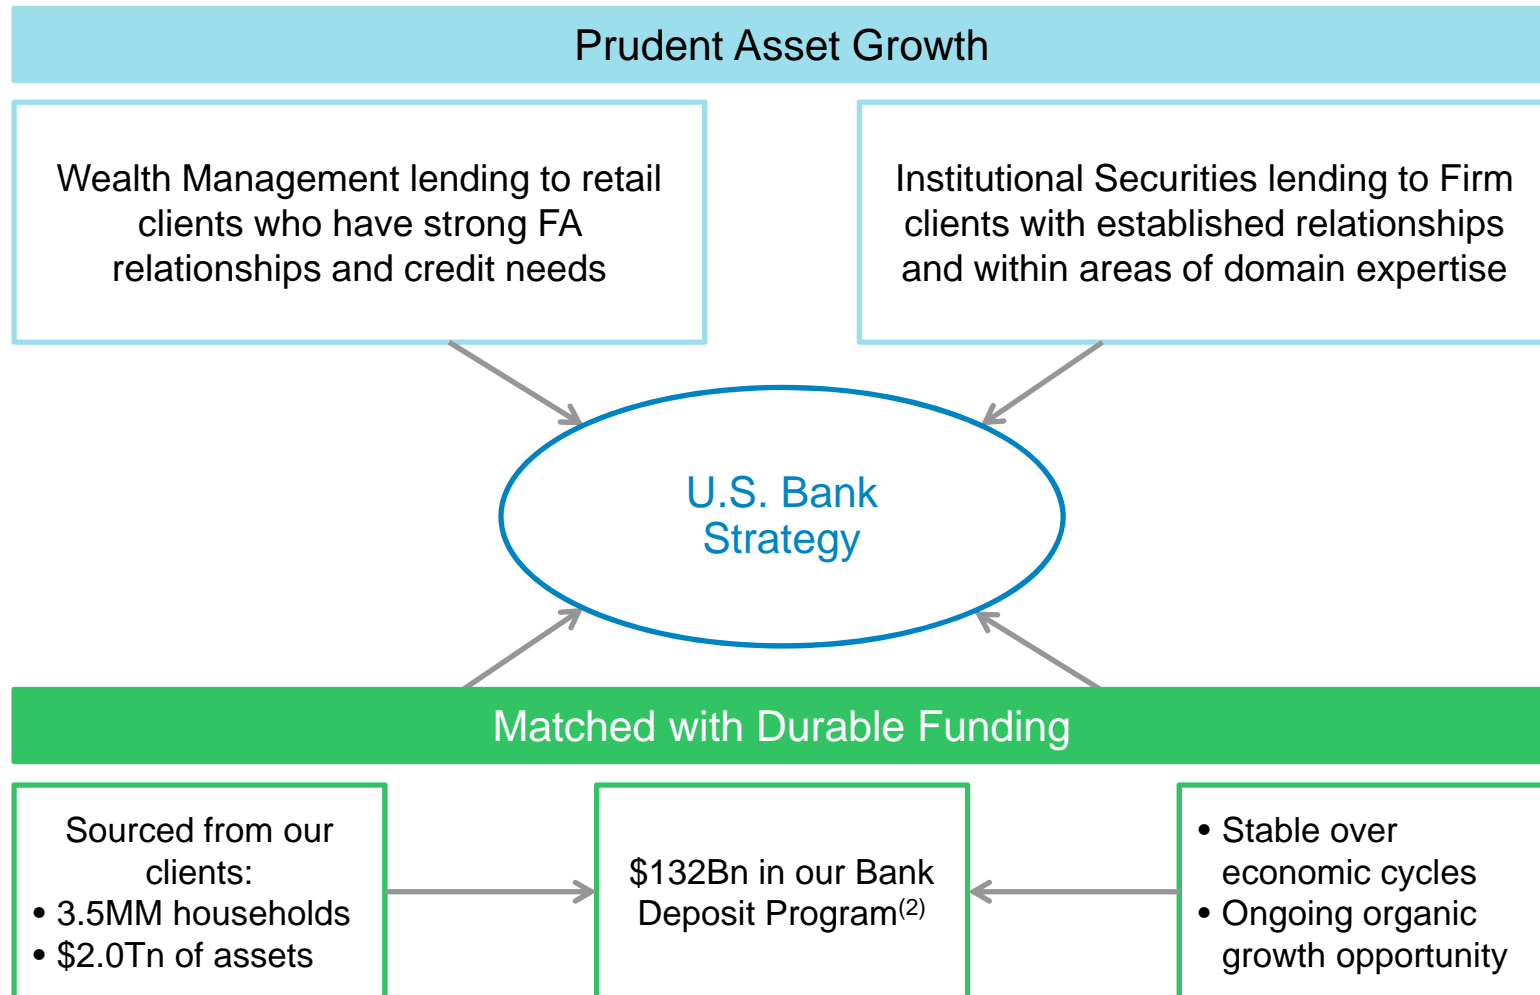 Prudent Asset Growth
Wealth Management lending to retail
clients who have strong FA
relationships and credit needs
Institutional Securities lending to Firm
clients with established relationships
and within areas of domain expertise
U.S. Bank
Strategy
Matched with Durable Funding
Sourced from our
clients:
• 3.5MM households
• $2.0Tn of assets
$132Bn in our Bank
Deposit Program(2)
• Stable over
economic cycles
• Ongoing organic
growth opportunity